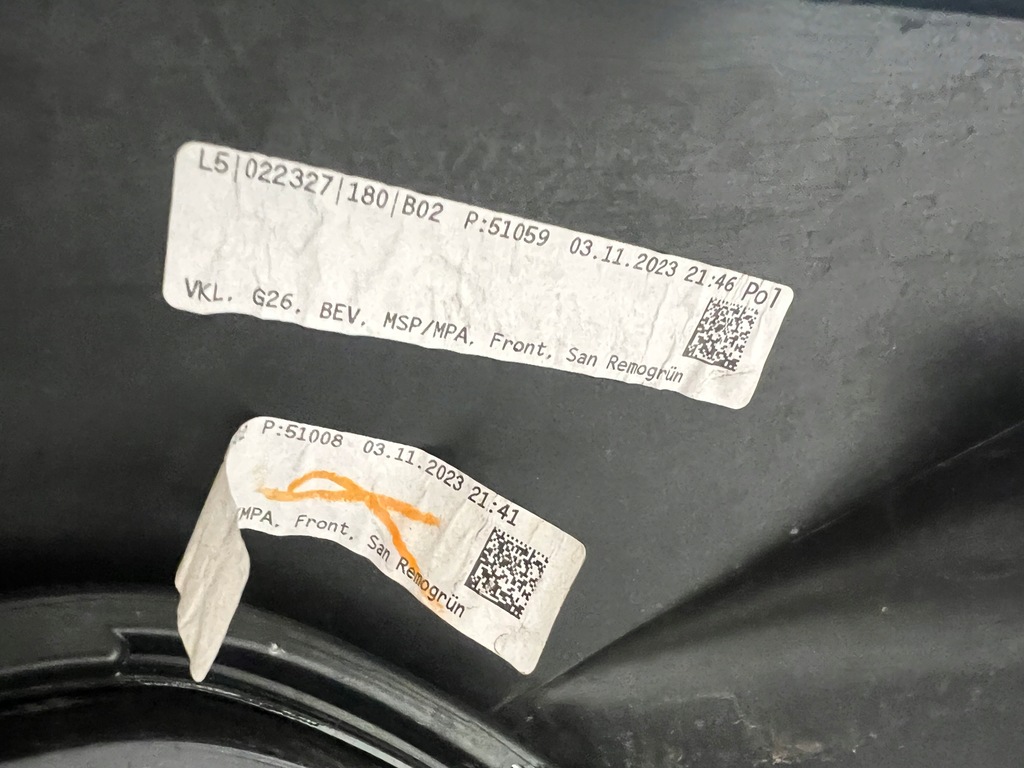 L5|022327|180|B02 P:51059 03.11.2023 21:46 Pol
VKL. G26. BEV. MSP/MPA. Front. San Remogrün
P:51008 03.11.2023 21:41
/MPA. Front. San Remogrün